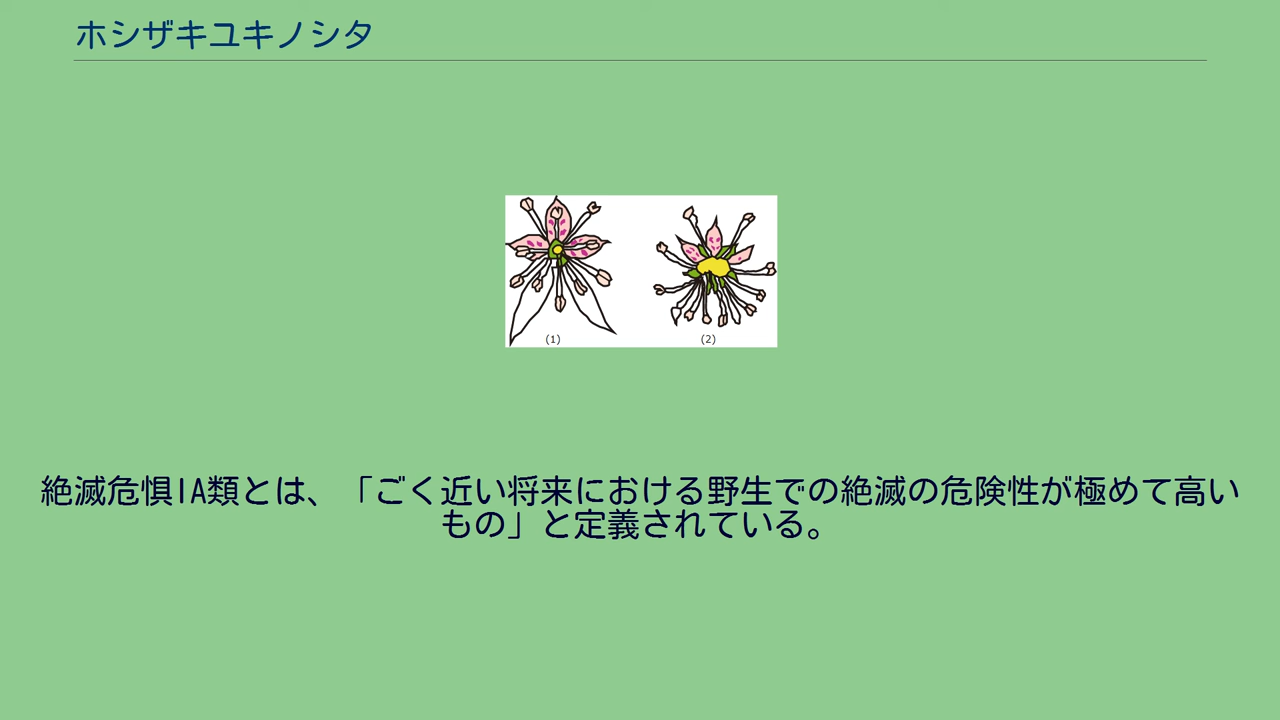 ホシザキユキノシタ
(1)
(2)
絶滅危惧IA類とは、「ごく近い将来における野生での絶滅の危険性が極めて高い
もの」と定義されている。